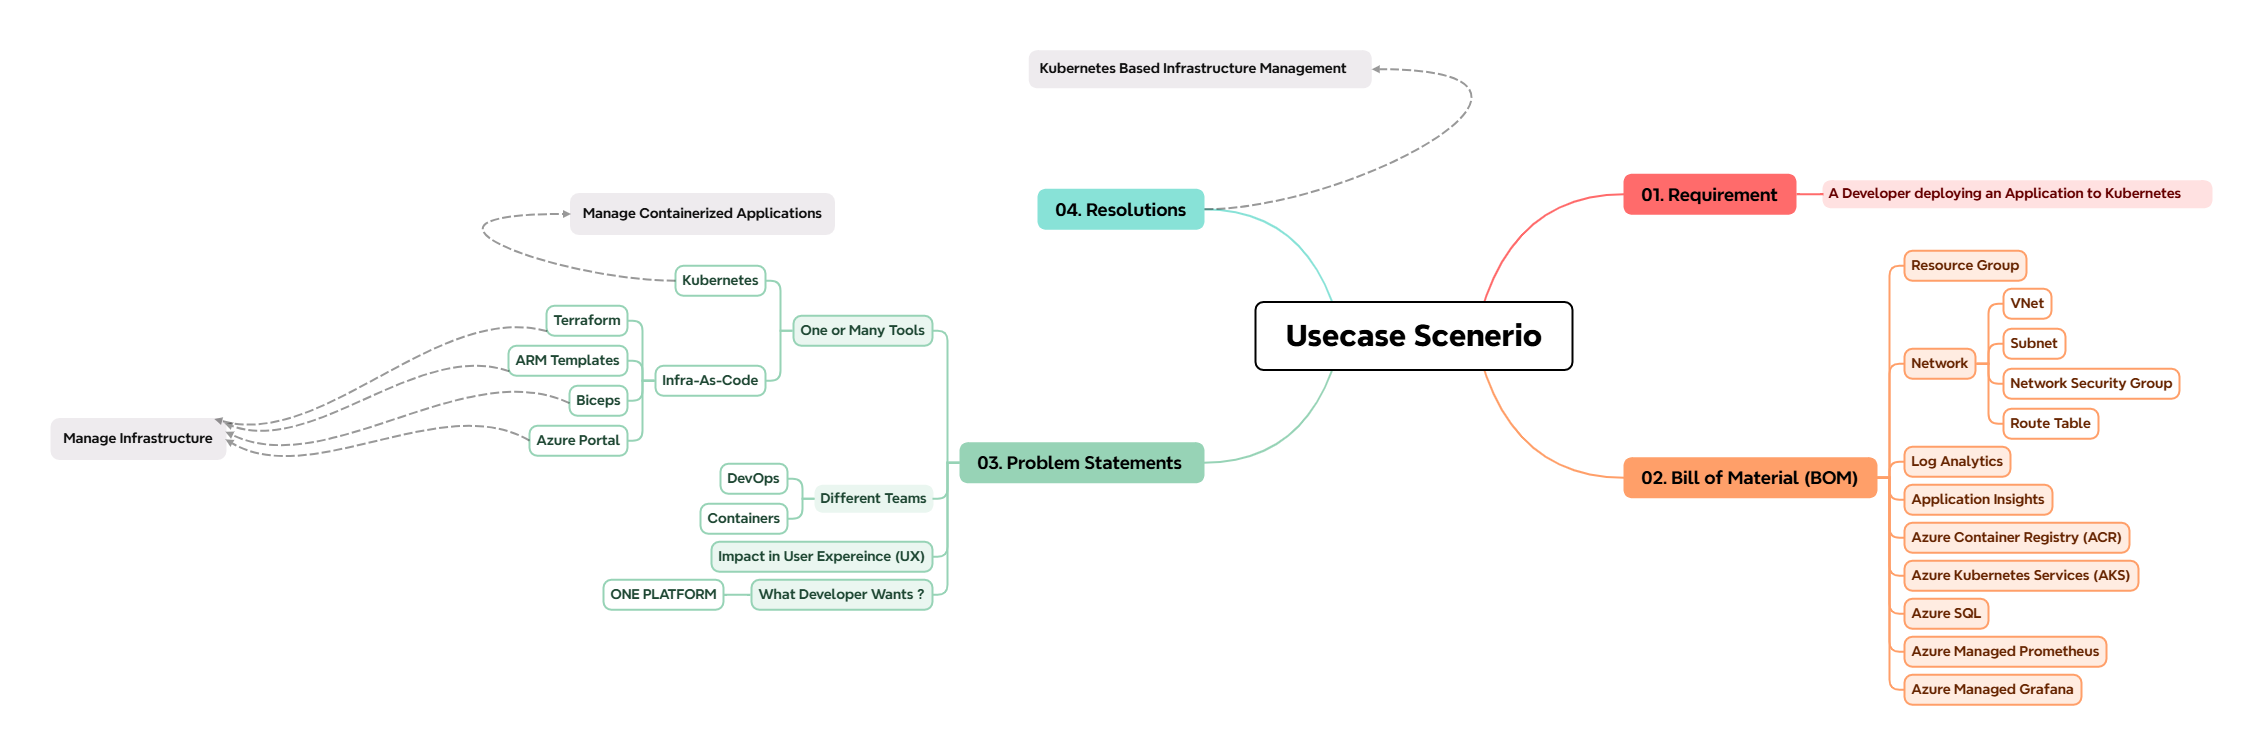 Usecase Scenerio
01. Requirement
A Developer deploying an Application to Kubernetes
02. Bill of Material (BOM)
Resource Group
Network
VNet
Subnet
Network Security Group
Route Table
Log Analytics
Application Insights
Azure Container Registry (ACR)
Azure Kubernetes Services (AKS)
Azure SQL
Azure Managed Prometheus
Azure Managed Grafana
03. Problem Statements
One or Many Tools
Kubernetes
Manage Containerized Applications
Infra-As-Code
Terraform
ARM Templates
Biceps
Azure Portal
Manage Infrastructure
Different Teams
DevOps
Containers
Impact in User Expereince (UX)
What Developer Wants ?
ONE PLATFORM
04. Resolutions
Kubernetes Based Infrastructure Management